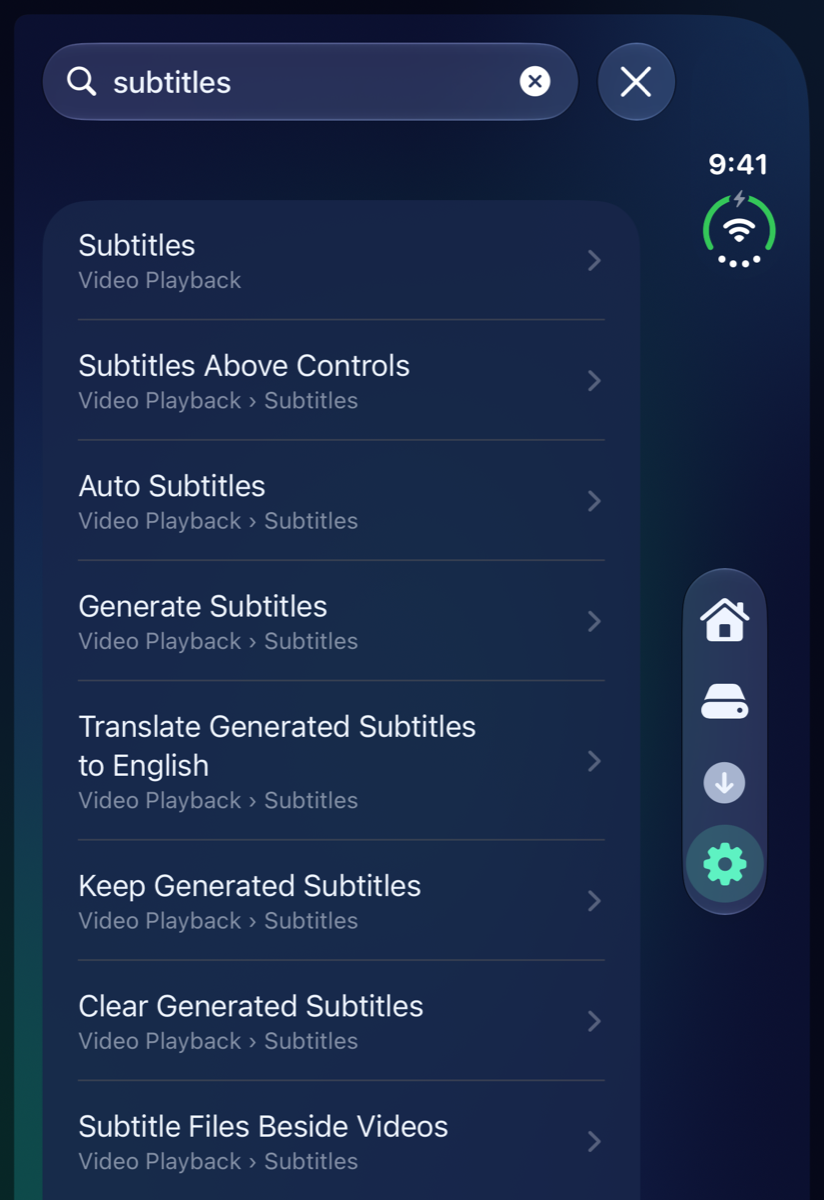 subtitles
9:41
Subtitles
Video Playback
Subtitles Above Controls
Video Playback › Subtitles
Auto Subtitles
Video Playback › Subtitles
Generate Subtitles
Video Playback › Subtitles
Translate Generated Subtitles
to English
Video Playback › Subtitles
Keep Generated Subtitles
Video Playback › Subtitles
Clear Generated Subtitles
Video Playback › Subtitles
Subtitle Files Beside Videos
Video Playback › Subtitles